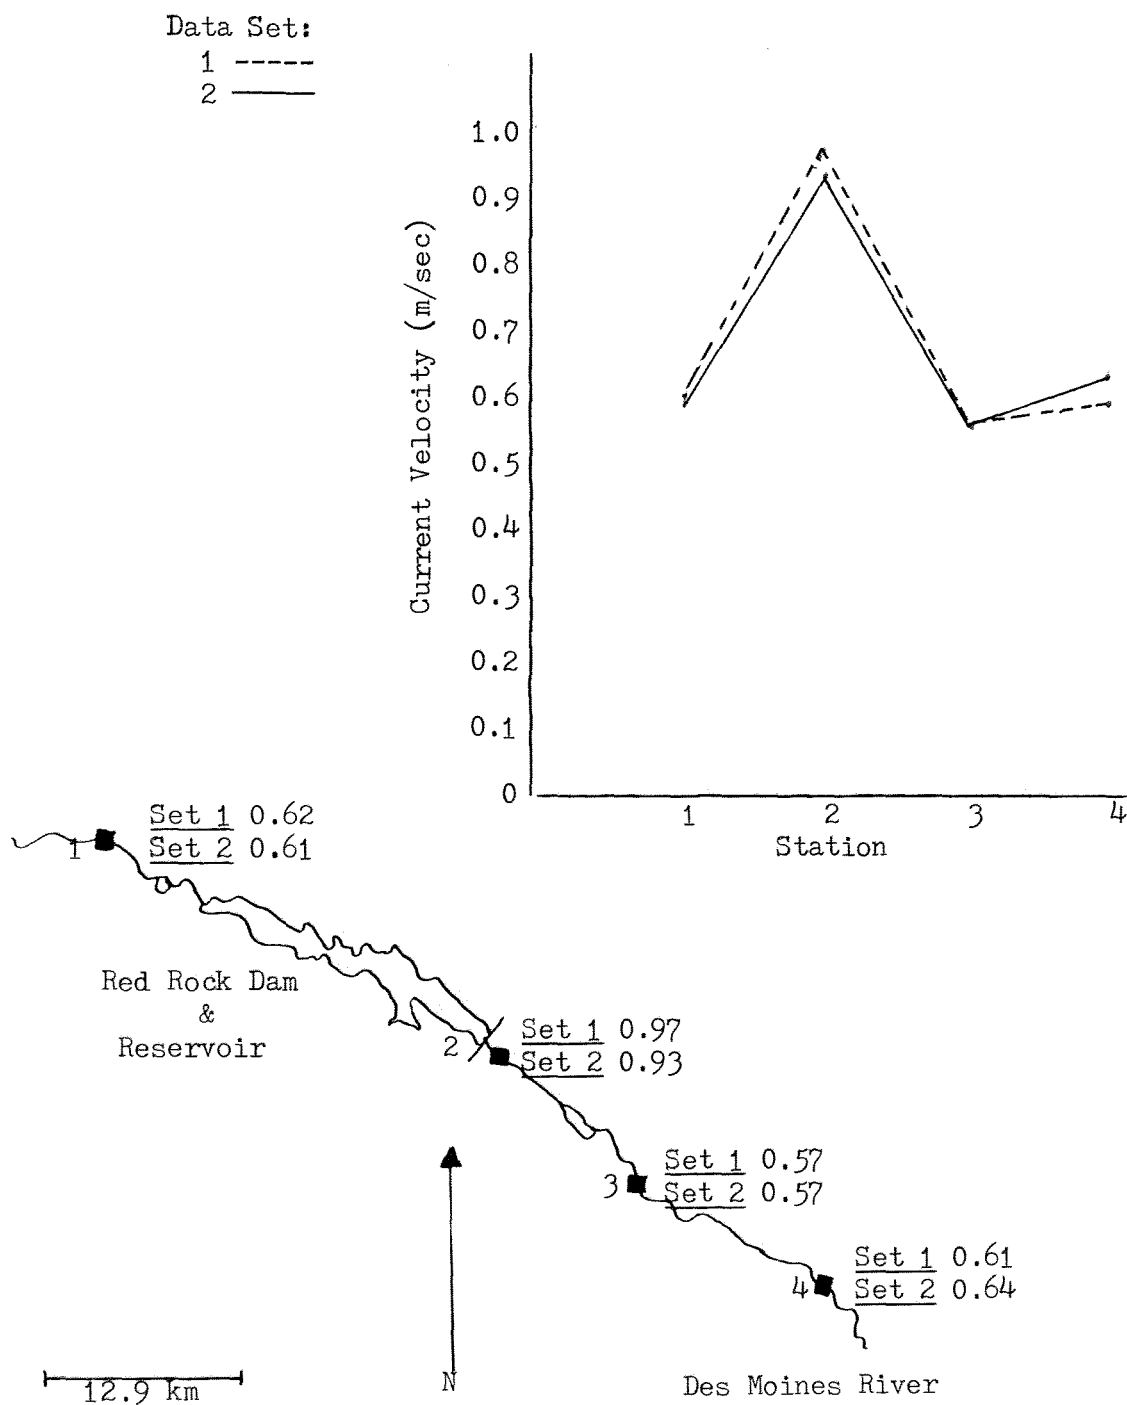 Data Set:
1
2
1.0
0.9
0.8
0.7
0.6
0.5
0.4
0.3
0.2
0.1
0
Current Velocity (m/sec)
1 2 3 4
Station
Set 1 0.62
Set 2 0.61
1
Red Rock Dam
&
Reservoir
2
Set 1 0.97
Set 2 0.93
3
Set 1 0.57
Set 2 0.57
4
Set 1 0.61
Set 2 0.64
12.9 km
N
Des Moines River